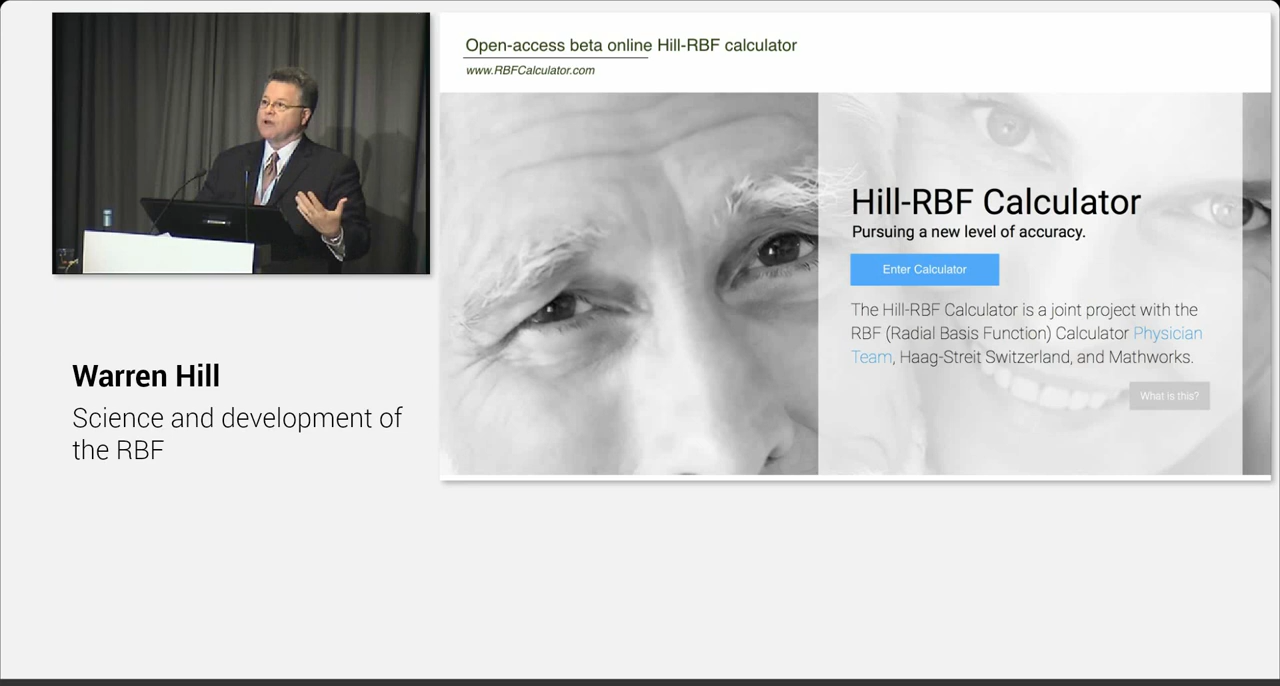 Open-access beta online Hill-RBF calculator
www.RBFCalculator.com
Hill-RBF Calculator
Pursuing a new level of accuracy.
Enter Calculator
The Hill-RBF Calculator is a joint project with the
RBF (Radial Basis Function) Calculator Physician
Team, Haag-Streit Switzerland, and Mathworks.
What is this?
Warren Hill
Science and development of
the RBF